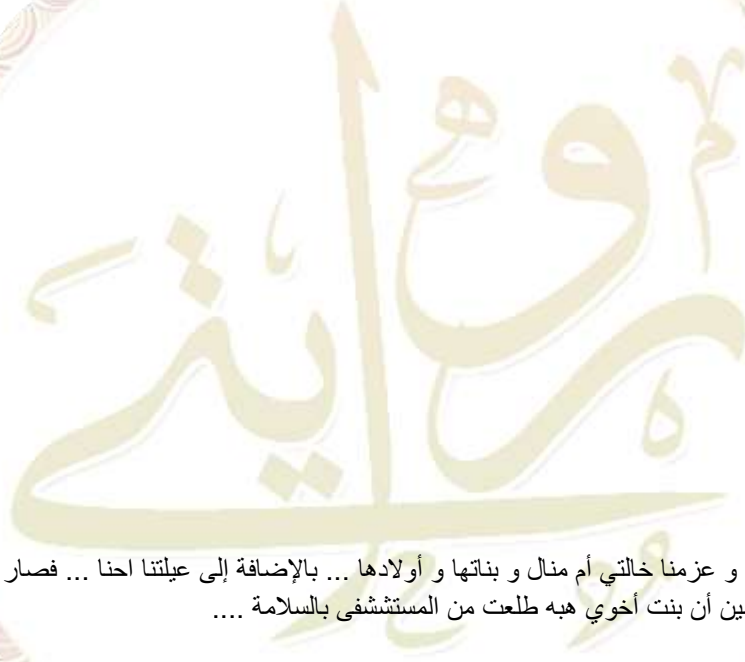 روايتي
و عزمنا خالتي أم منال و بناتها و أولادها ... بالإضافة إلى عيلتنا احنا ... فصار
ين أن بنت أخوي هبه طلعت من المستشفى بالسلامة ....